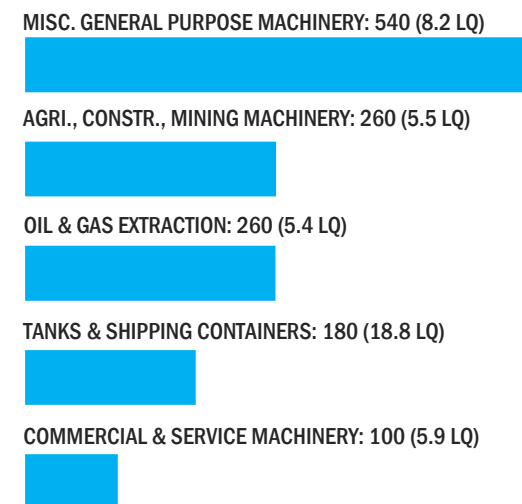 MISC. GENERAL PURPOSE MACHINERY: 540 (8.2 LQ)
AGRI., CONSTR., MINING MACHINERY: 260 (5.5 LQ)
OIL & GAS EXTRACTION: 260 (5.4 LQ)
TANKS & SHIPPING CONTAINERS: 180 (18.8 LQ)
COMMERCIAL & SERVICE MACHINERY: 100 (5.9 LQ)